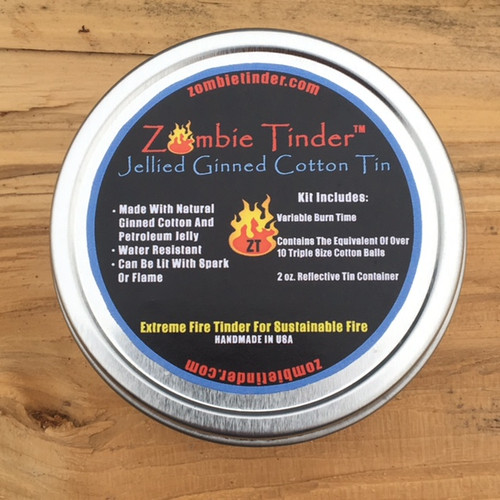 zombietinder.com
Zombie Tinder™
Jellied Ginned Cotton Tin
• Made With Natural
Ginned Cotton And
Petroleum Jelly
• Water Resistant
• Can Be Lit With Spark
Or Flame
ZT
Kit Includes:
Variable Burn Time
Contains The Equivalent Of Over
10 Triple Size Cotton Balls
2 oz. Reflective Tin Container
Extreme Fire Tinder For Sustainable Fire
HANDMADE IN USA
zombietinder.com